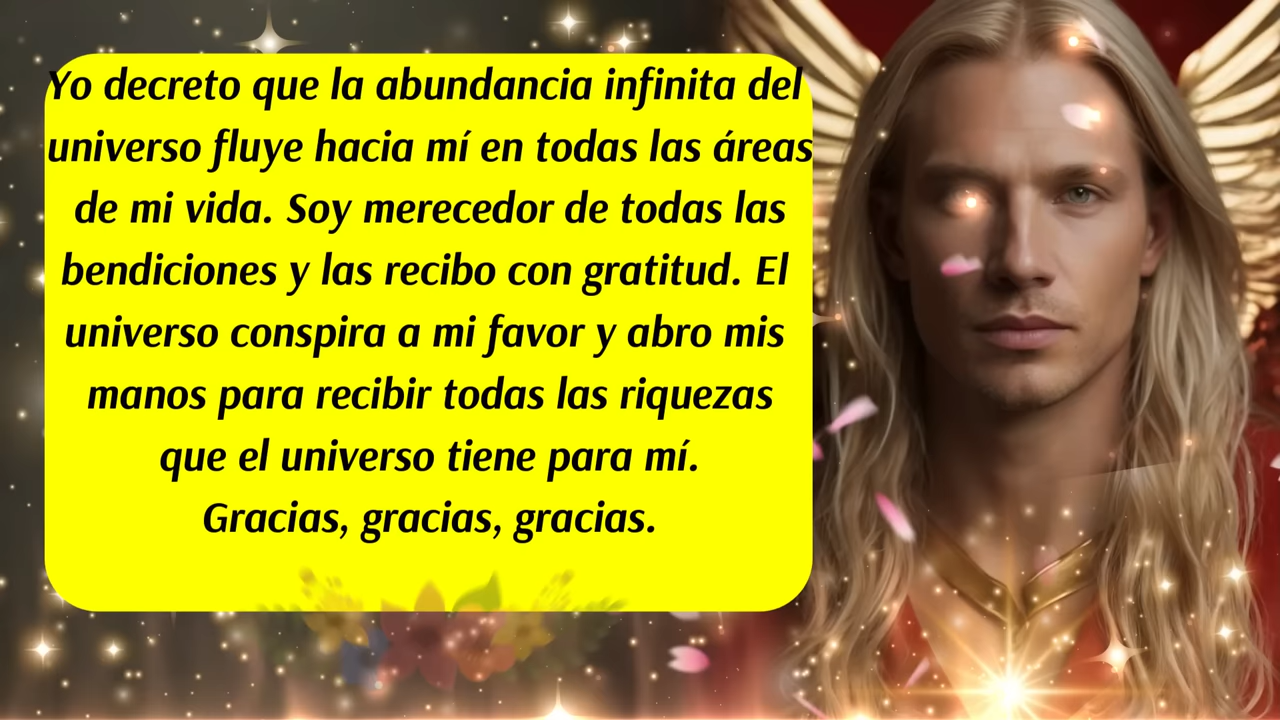 Yo decreto que la abundancia infinita del
universo fluye hacia mí en todas las áreas
de mi vida. Soy merecedor de todas las
bendiciones y las recibo con gratitud. El
universo conspira a mi favor y abro mis
manos para recibir todas las riquezas
que el universo tiene para mí.
Gracias, gracias, gracias.